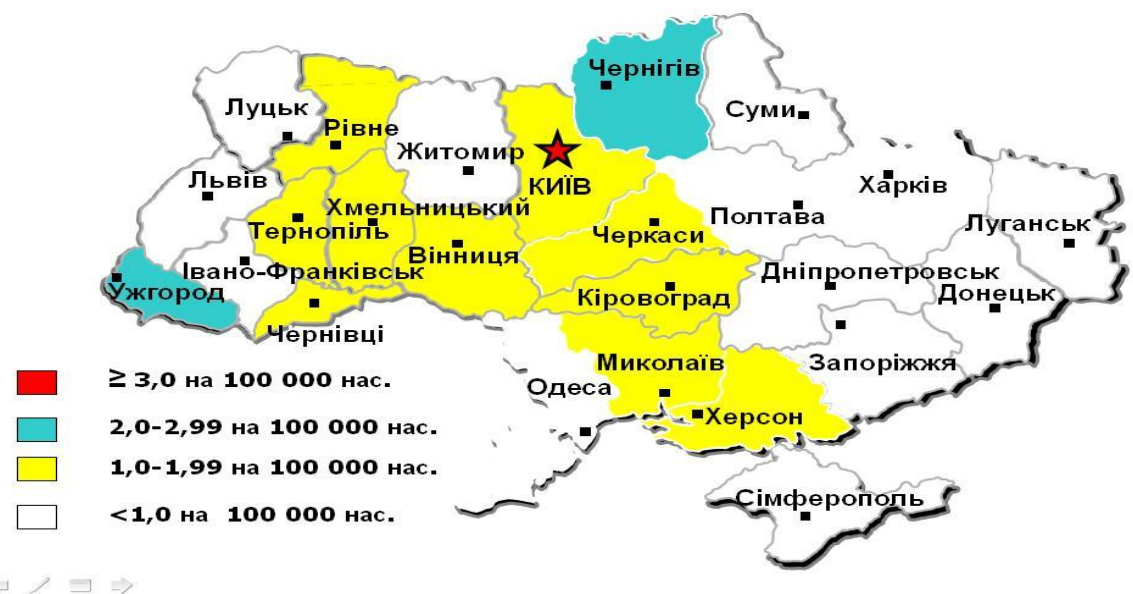 Чернігів
Суми
Луцьк
Рівне
Житомир
КИЇВ
Львів
Харків
Хмельницький
Полтава
Тернопіль
Черкаси
Луганськ
Вінниця
Івано-Франківськ
Дніпропетровськ
Ужгород
Кіровоград
Донецьк
Чернівці
Миколаїв
Запоріжжя
Одеса
Херсон
Сімферополь
≥ 3,0 на 100 000 нас.
2,0-2,99 на 100 000 нас.
1,0-1,99 на 100 000 нас.
<1,0 на 100 000 нас.